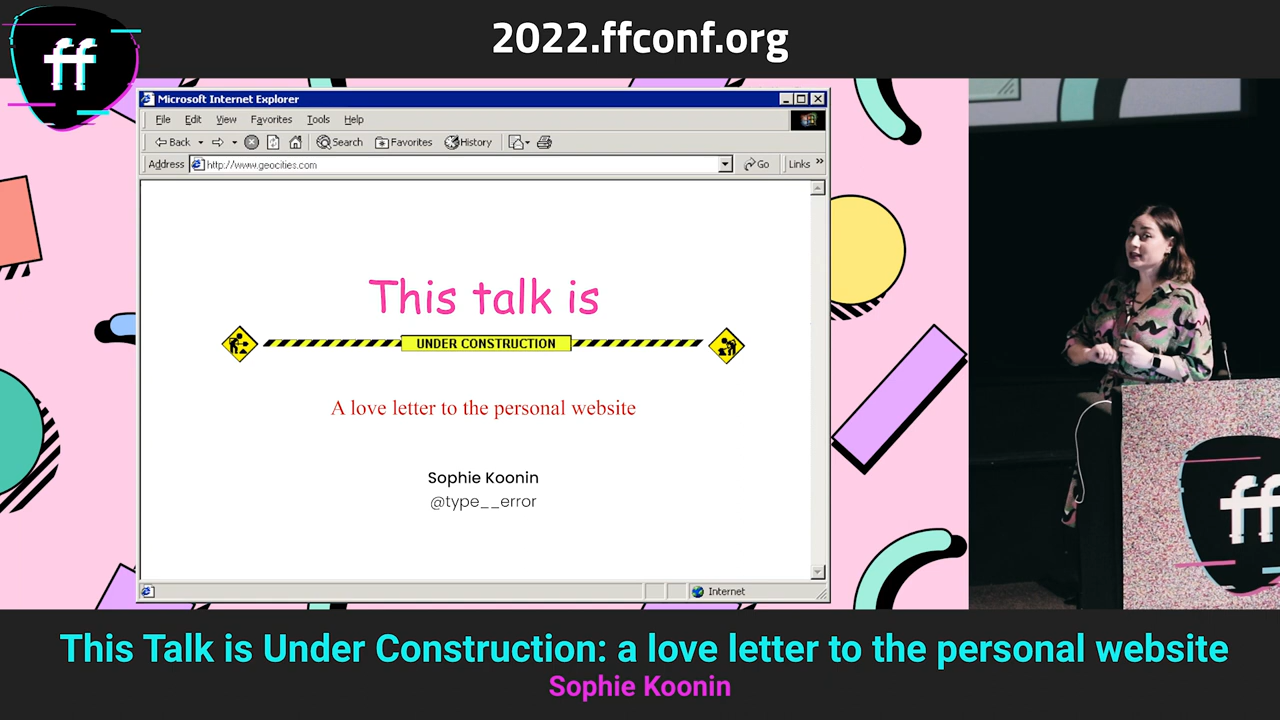 2022.ffconf.org
ff
Microsoft Internet Explorer
File Edit View Favorites Tools Help
Back Search Favorites History
Address http://www.geocities.com Go Links »
This talk is
UNDER CONSTRUCTION
A love letter to the personal website
Sophie Koonin
@type__error
Internet
ff
This Talk is Under Construction: a love letter to the personal website
Sophie Koonin